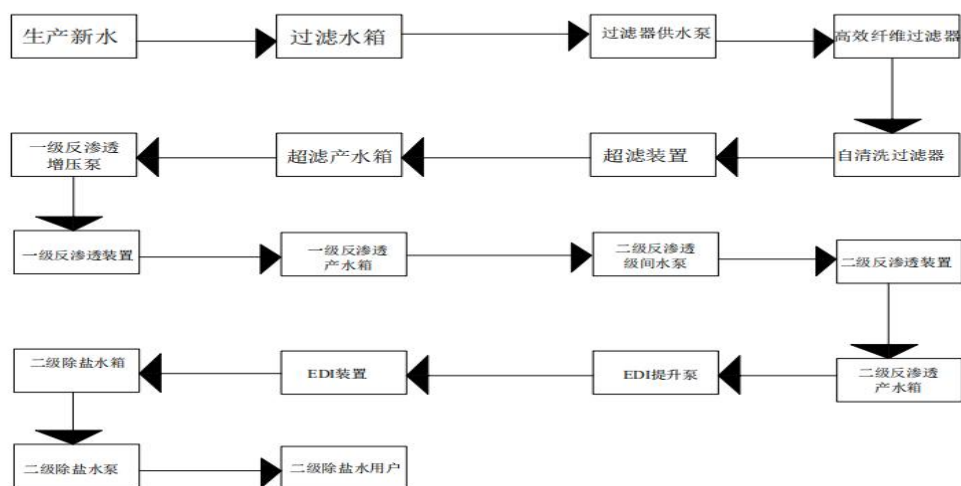 生产新水
过滤水箱
过滤器供水泵
高效纤维过滤器
自清洗过滤器
超滤装置
超滤产水箱
一级反渗透
增压泵
一级反渗透装置
一级反渗透
产水箱
二级反渗透
级间水泵
二级反渗透装置
二级反渗透
产水箱
EDI提升泵
EDI装置
二级除盐水箱
二级除盐水泵
二级除盐水用户